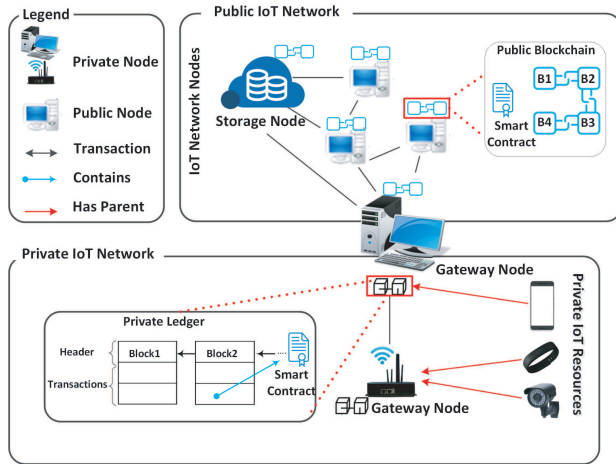 Legend
Private Node
Public Node
Transaction
Contains
Has Parent
Public IoT Network
IoT Network Nodes
Storage Node
Public Blockchain
B1
B2
B4
B3
Smart
Contract
Private IoT Network
Gateway Node
Private IoT Resources
Private Ledger
Header
Block1
Block2
Transactions
Smart
Contract
Gateway Node